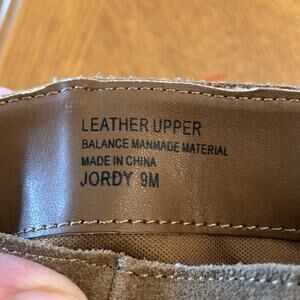 LEATHER UPPER
BALANCE MANMADE MATERIAL
MADE IN CHINA
JORDY 9M